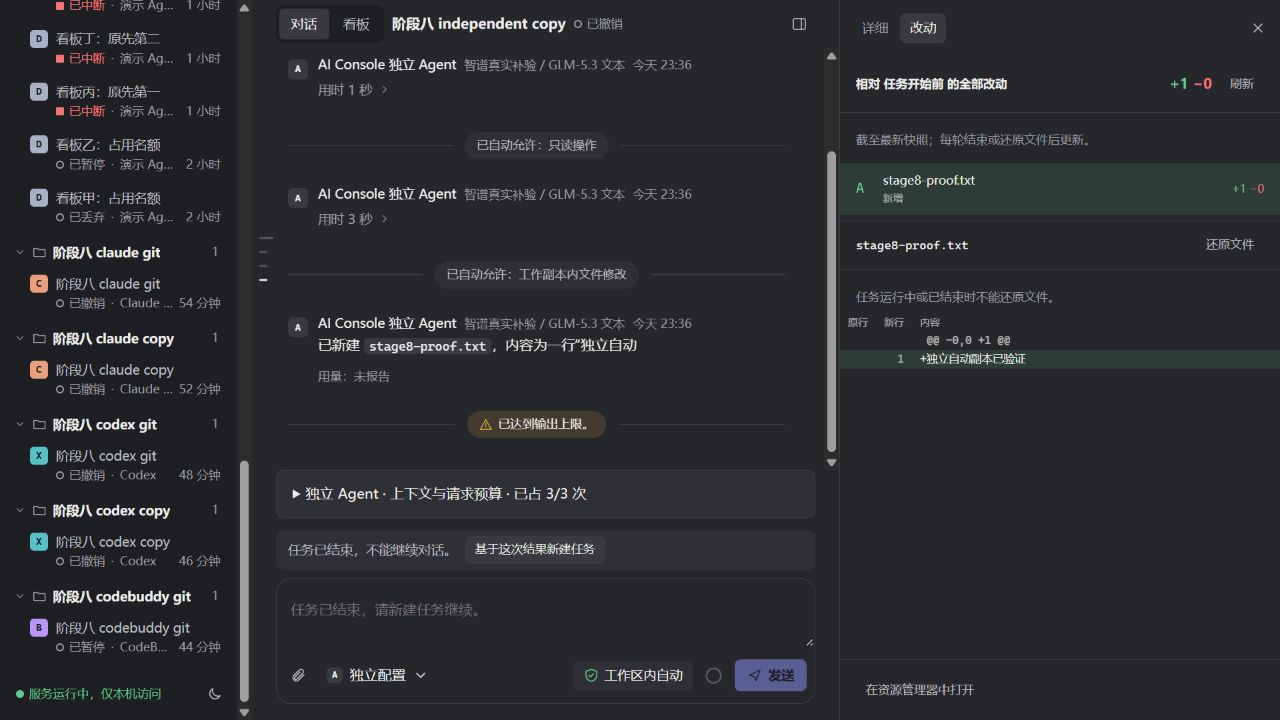 已中断 · 演示 Ag... 1 小时
D 看板丁：原先第二
已中断 · 演示 Ag... 1 小时
D 看板丙：原先第一
已中断 · 演示 Ag... 1 小时
D 看板乙：占用名额
已暂停 · 演示 Ag... 2 小时
D 看板甲：占用名额
已丢弃 · 演示 Ag... 2 小时
阶段八 claude git 1
C 阶段八 claude git
已撤销 · Claude ... 54 分钟
阶段八 claude copy 1
C 阶段八 claude copy
已撤销 · Claude ... 52 分钟
阶段八 codex git 1
X 阶段八 codex git
已撤销 · Codex 48 分钟
阶段八 codex copy 1
X 阶段八 codex copy
已撤销 · Codex 46 分钟
阶段八 codebuddy git 1
B 阶段八 codebuddy git
已暂停 · CodeB... 44 分钟
服务运行中，仅本机访问
对话 看板 阶段八 independent copy 已撤销
A AI Console 独立 Agent 智谱真实补验 / GLM-5.3 文本 今天 23:36
用时 1 秒 ›
已自动允许：只读操作
A AI Console 独立 Agent 智谱真实补验 / GLM-5.3 文本 今天 23:36
用时 3 秒 ›
已自动允许：工作副本内文件修改
A AI Console 独立 Agent 智谱真实补验 / GLM-5.3 文本 今天 23:36
已新建 stage8-proof.txt，内容为一行“独立自动
用量：未报告
已达到输出上限。
▶ 独立 Agent · 上下文与请求预算 · 已占 3/3 次
任务已结束，不能继续对话。 基于这次结果新建任务
任务已结束，请新建任务继续。
A 独立配置 工作区内自动 发送
详细 改动
相对 任务开始前 的全部改动 +1 −0 刷新
截至最新快照；每轮结束或还原文件后更新。
A stage8-proof.txt +1 −0
新增
stage8-proof.txt 还原文件
任务运行中或已结束时不能还原文件。
原行 新行 内容
@@ -0,0 +1 @@
1 +独立自动副本已验证
在资源管理器中打开